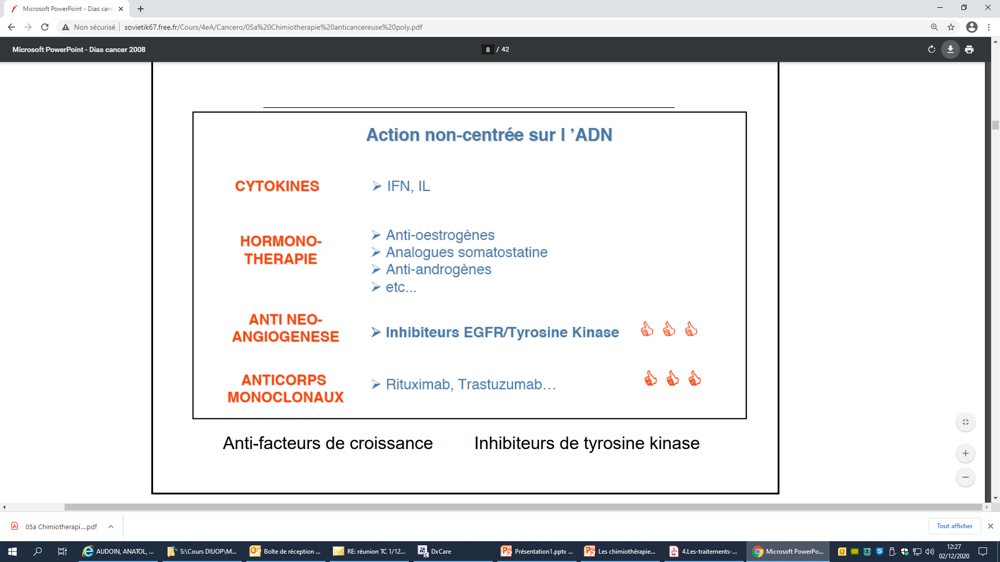 Microsoft PowerPoint - Dias canc
Non sécurisé
sovietik67.free.fr/Cours/4eA/Cancero/05a%20Chimiotherapie%20anticancereuse%20poly.pdf
Microsoft PowerPoint - Dias cancer 2008
8 / 42
Action non-centrée sur l ’ADN
CYTOKINES
➢ IFN, IL
HORMONO-
THERAPIE
➢ Anti-oestrogènes
➢ Analogues somatostatine
➢ Anti-androgènes
➢ etc...
ANTI NEO-
ANGIOGENESE
➢ Inhibiteurs EGFR/Tyrosine Kinase
ANTICORPS
MONOCLONAUX
➢ Rituximab, Trastuzumab…
Anti-facteurs de croissance
Inhibiteurs de tyrosine kinase
05a Chimiotherapi....pdf
Tout afficher
AUDOIN, ANATOL, ...
S:\Cours DIUOP\M...
Boîte de réception ...
RE: réunion TC 1/12...
DxCare
Présentation1.pptx ...
Les chimiothérapie...
4.Les-traitements-...
Microsoft PowerPo...
12:27
02/12/2020